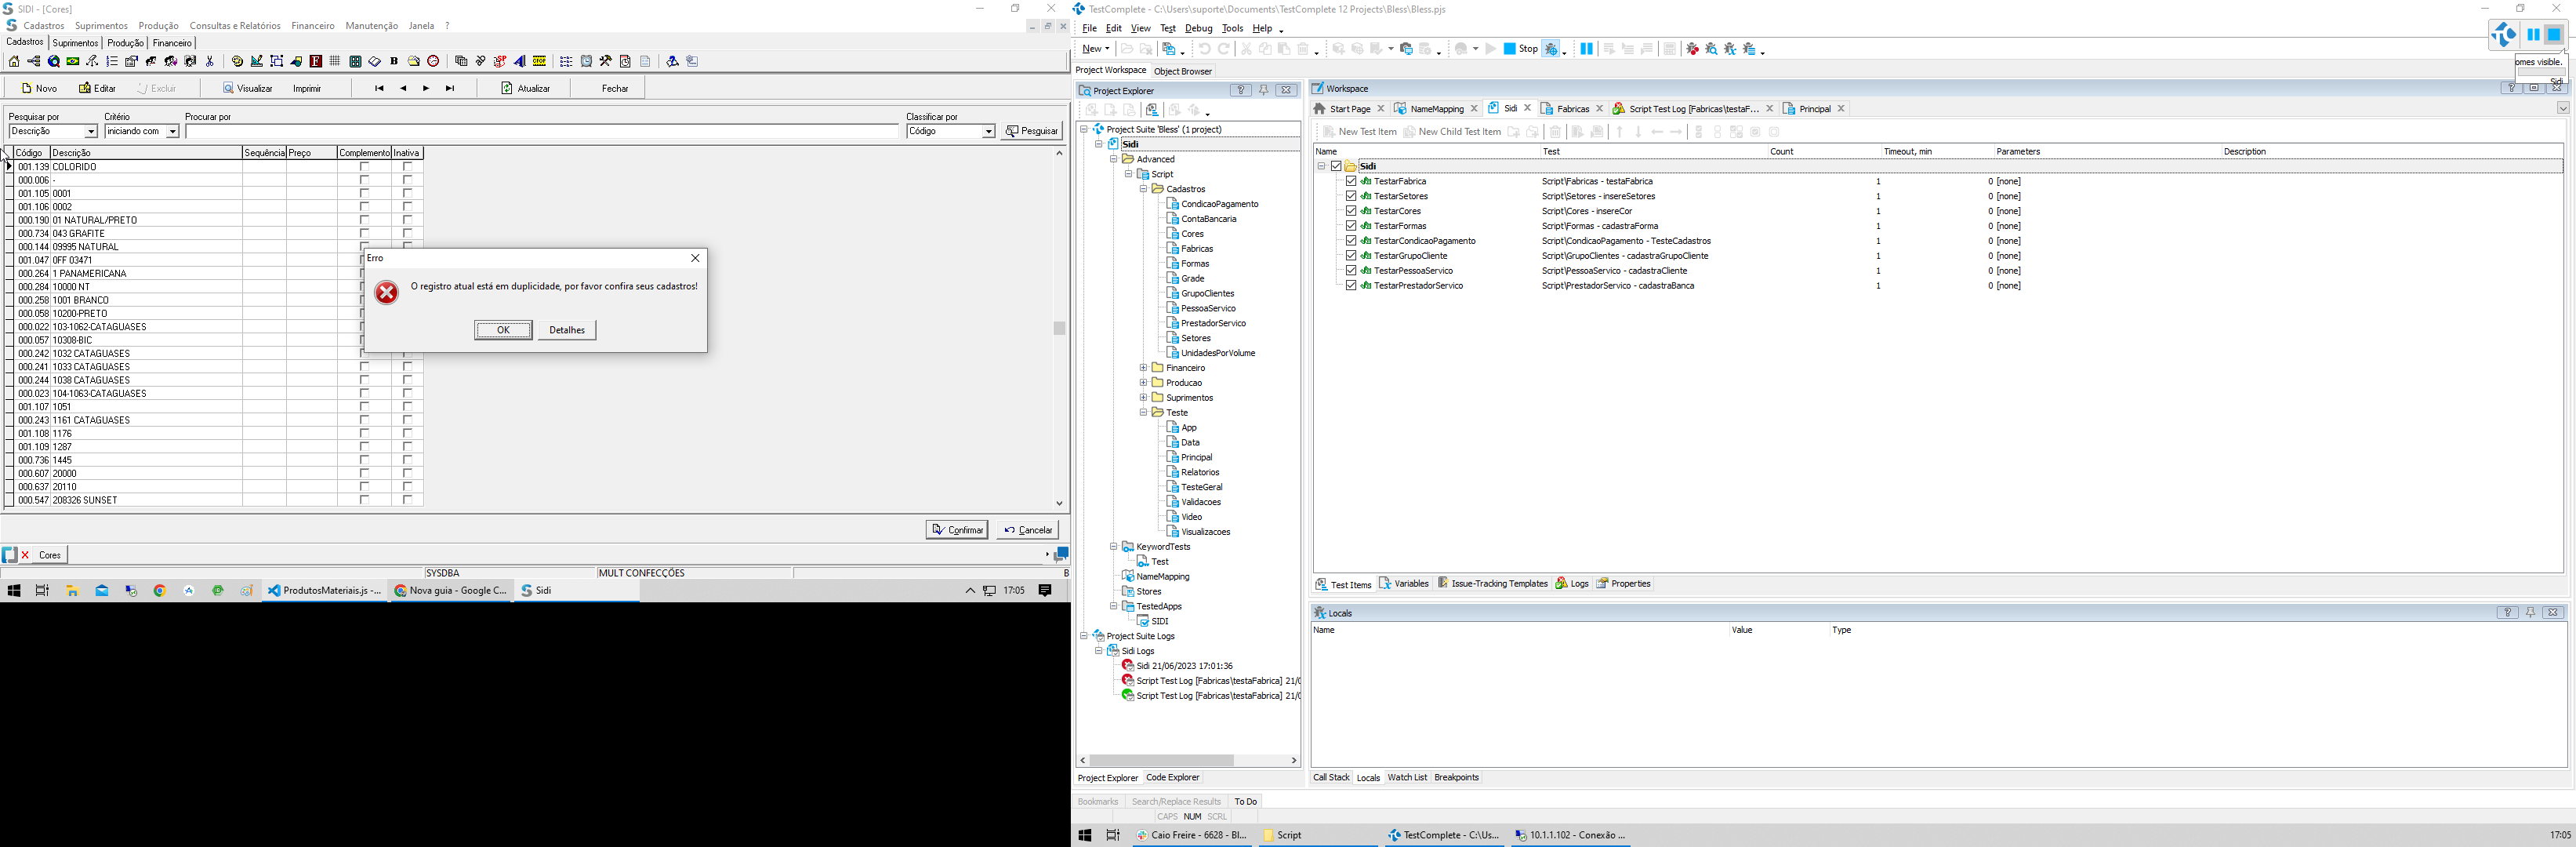 SIDI - [Cores]
Cadastros Suprimentos Produção Consultas e Relatórios Financeiro Manutenção Janela ?
Cadastros Suprimentos Produção Financeiro
Novo Editar Excluir Visualizar Imprimir Atualizar Fechar
Pesquisar por Critério Procurar por Classificar por
Descrição iniciando com Código Pesquisar
Código Descrição Sequência Preço Complemento Inativa
001.139 COLORIDO
000.006 -
001.105 0001
001.106 0002
000.190 01 NATURAL/PRETO
000.734 043 GRAFITE
000.144 09995 NATURAL
001.047 0FF 03471
000.264 1 PANAMERICANA
000.284 10000 NT
000.258 1001 BRANCO
000.058 10200-PRETO
000.022 103-1062-CATAGUASES
000.057 10308-BIC
000.242 1032 CATAGUASES
000.241 1033 CATAGUASES
000.244 1038 CATAGUASES
000.023 104-1063-CATAGUASES
001.107 1051
000.243 1161 CATAGUASES
001.108 1176
001.109 1287
000.736 1445
000.607 20000
000.637 20110
000.547 208326 SUNSET
Erro
O registro atual está em duplicidade, por favor confira seus cadastros!
OK Detalhes
Confirmar Cancelar
Cores
SYSDBA MULT CONFECÇÕES B
ProdutosMateriais.js -... Nova guia - Google C... Sidi 17:05
TestComplete - C:\Users\suporte\Documents\TestComplete 12 Projects\Bless\Bless.pjs
File Edit View Test Debug Tools Help
New Stop
omes visible.
Sidi
Project Workspace Object Browser
Project Explorer
Project Suite 'Bless' (1 project)
Sidi
Advanced
Script
Cadastros
CondicaoPagamento
ContaBancaria
Cores
Fabricas
Formas
Grade
GrupoClientes
PessoaServico
PrestadorServico
Setores
UnidadesPorVolume
Financeiro
Producao
Suprimentos
Teste
App
Data
Principal
Relatorios
TesteGeral
Validacoes
Video
Visualizacoes
KeywordTests
Test
NameMapping
Stores
TestedApps
SIDI
Project Suite Logs
Sidi Logs
Sidi 21/06/2023 17:01:36
Script Test Log [Fabricas\testaFabrica] 21/0
Script Test Log [Fabricas\testaFabrica] 21/0
Project Explorer Code Explorer
Workspace
Start Page NameMapping Sidi Fabricas Script Test Log [Fabricas\testaF... Principal
New Test Item New Child Test Item
Name Test Count Timeout, min Parameters Description
Sidi
TestarFabrica Script\Fabricas - testaFabrica 1 0 [none]
TestarSetores Script\Setores - insereSetores 1 0 [none]
TestarCores Script\Cores - insereCor 1 0 [none]
TestarFormas Script\Formas - cadastraForma 1 0 [none]
TestarCondicaoPagamento Script\CondicaoPagamento - TesteCadastros 1 0 [none]
TestarGrupoCliente Script\GrupoClientes - cadastraGrupoCliente 1 0 [none]
TestarPessoaServico Script\PessoaServico - cadastraCliente 1 0 [none]
TestarPrestadorServico Script\PrestadorServico - cadastraBanca 1 0 [none]
Test Items Variables Issue-Tracking Templates Logs Properties
Locals
Name Value Type
Call Stack Locals Watch List Breakpoints
Bookmarks Search/Replace Results To Do
CAPS NUM SCRL
Caio Freire - 6628 - Bl... Script TestComplete - C:\Us... 10.1.1.102 - Conexão ... 17:05